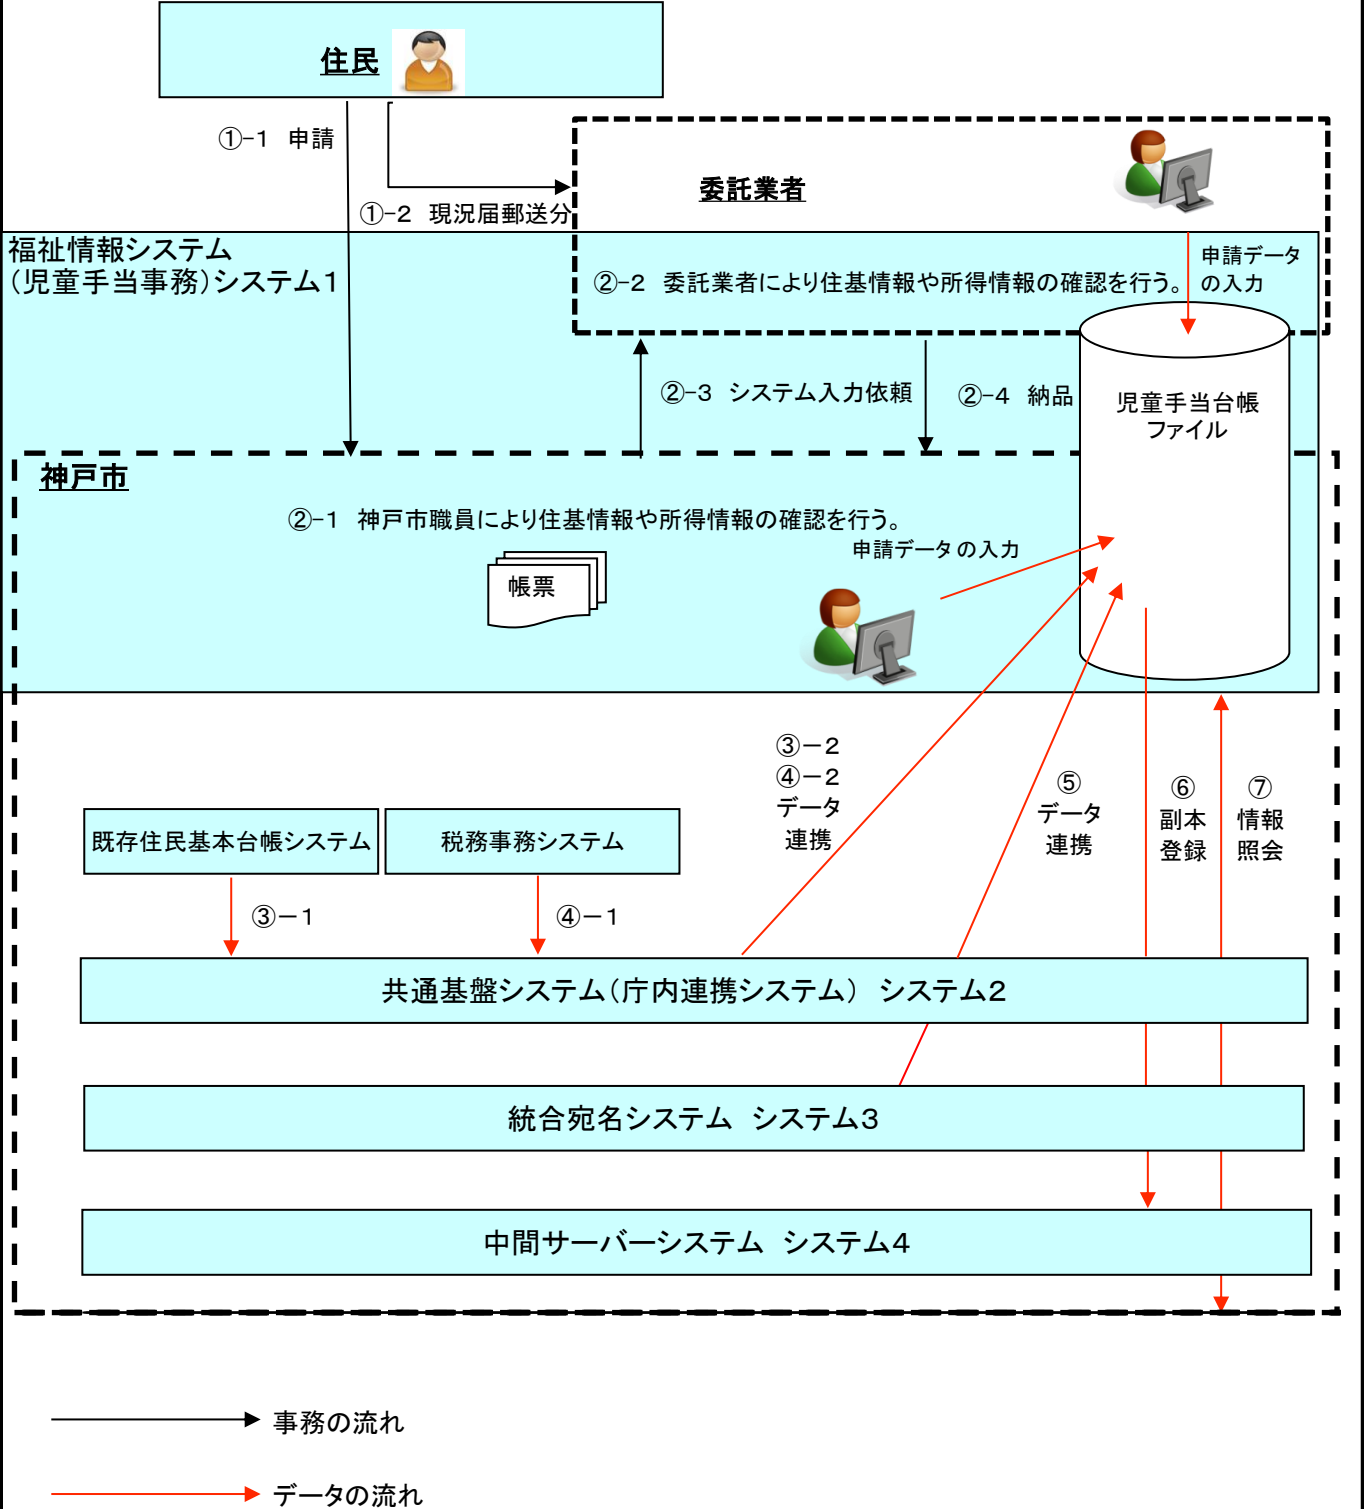 住民
①-1 申請
①-2 現況届郵送分
委託業者
福祉情報システム
(児童手当事務)システム1
②-2 委託業者により住基情報や所得情報の確認を行う。
申請データ
の入力
②-3 システム入力依頼
②-4 納品
児童手当台帳
ファイル
神戸市
②-1 神戸市職員により住基情報や所得情報の確認を行う。
申請データの入力
帳票
③-2
④-2
データ
連携
⑤
データ
連携
⑥
副本
登録
⑦
情報
照会
既存住民基本台帳システム
税務事務システム
③-1
④-1
共通基盤システム(庁内連携システム) システム2
統合宛名システム システム3
中間サーバーシステム システム4
事務の流れ
データの流れ